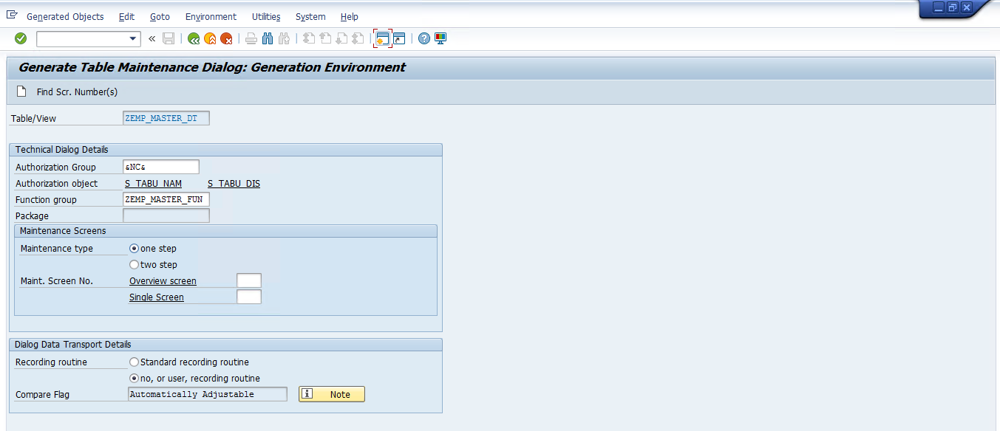 Generated Objects Edit Goto Environment Utilities System Help
Generate Table Maintenance Dialog: Generation Environment
Find Scr. Number(s)
Table/View ZEMP_MASTER_DT
Technical Dialog Details
Authorization Group &NC&
Authorization object S_TABU_NAM S_TABU_DIS
Function group ZEMP_MASTER_FUN
Package
Maintenance Screens
Maintenance type one step
two step
Maint. Screen No. Overview screen
Single Screen
Dialog Data Transport Details
Recording routine Standard recording routine
no, or user, recording routine
Compare Flag Automatically Adjustable Note